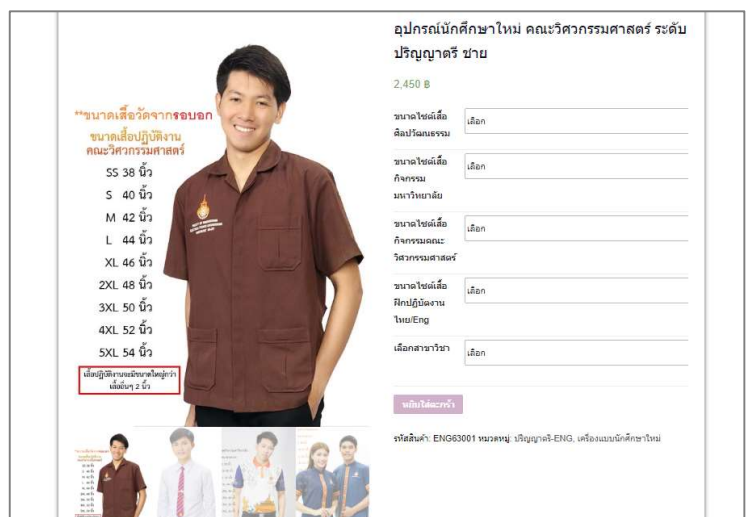 อุปกรณ์นักศึกษาใหม่ คณะวิศวกรรมศาสตร์ ระดับ
ปริญญาตรี ชาย
2,450 ฿
**ขนาดเสื้อวัดจากรอบอก
ขนาดเสื้อปฏิบัติงาน
คณะวิศวกรรมศาสตร์
SS 38 นิ้ว
S 40 นิ้ว
M 42 นิ้ว
L 44 นิ้ว
XL 46 นิ้ว
2XL 48 นิ้ว
3XL 50 นิ้ว
4XL 52 นิ้ว
5XL 54 นิ้ว
เสื้อปฏิบัติงานจะมีขนาดใหญ่กว่า
เสื้ออื่นๆ 2 นิ้ว
ขนาดไซต์เสื้อ
ศิลปวัฒนธรรม
เลือก
ขนาดไซต์เสื้อ
กิจกรรม
มหาวิทยาลัย
เลือก
ขนาดไซต์เสื้อ
กิจกรรมคณะ
วิศวกรรมศาสตร์
เลือก
ขนาดไซต์เสื้อ
ฝึกปฏิบัติงาน
ไทย/Eng
เลือก
เลือกสาขาวิชา
เลือก
หยิบใส่ตะกร้า
รหัสสินค้า: ENG63001 หมวดหมู่: ปริญญาตรี-ENG, เครื่องแบบนักศึกษาใหม่